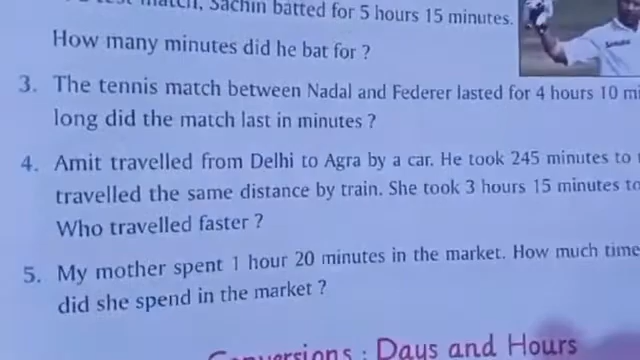 match, Sachin batted for 5 hours 15 minutes.
How many minutes did he bat for ?
3. The tennis match between Nadal and Federer lasted for 4 hours 10
long did the match last in minutes ?
4. Amit travelled from Delhi to Agra by a car. He took 245 minutes to
travelled the same distance by train. She took 3 hours 15 minutes to
Who travelled faster ?
5. My mother spent 1 hour 20 minutes in the market. How much time
did she spend in the market ?
Conversions : Days and Hours